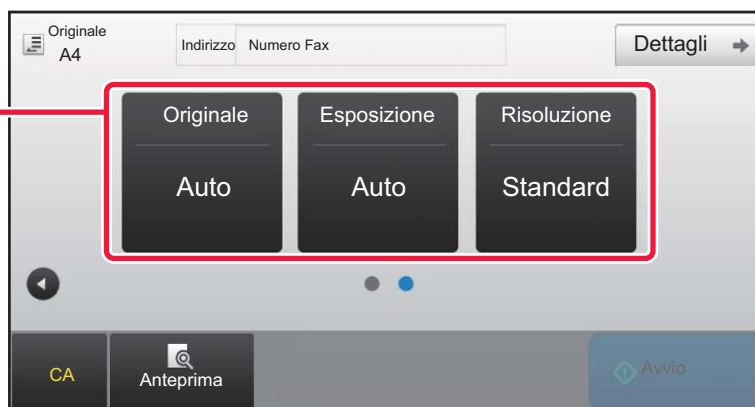 Originale
A4
Indirizzo Numero Fax
Dettagli
Originale Esposizione Risoluzione
Auto Auto Standard
CA Anteprima Avvio